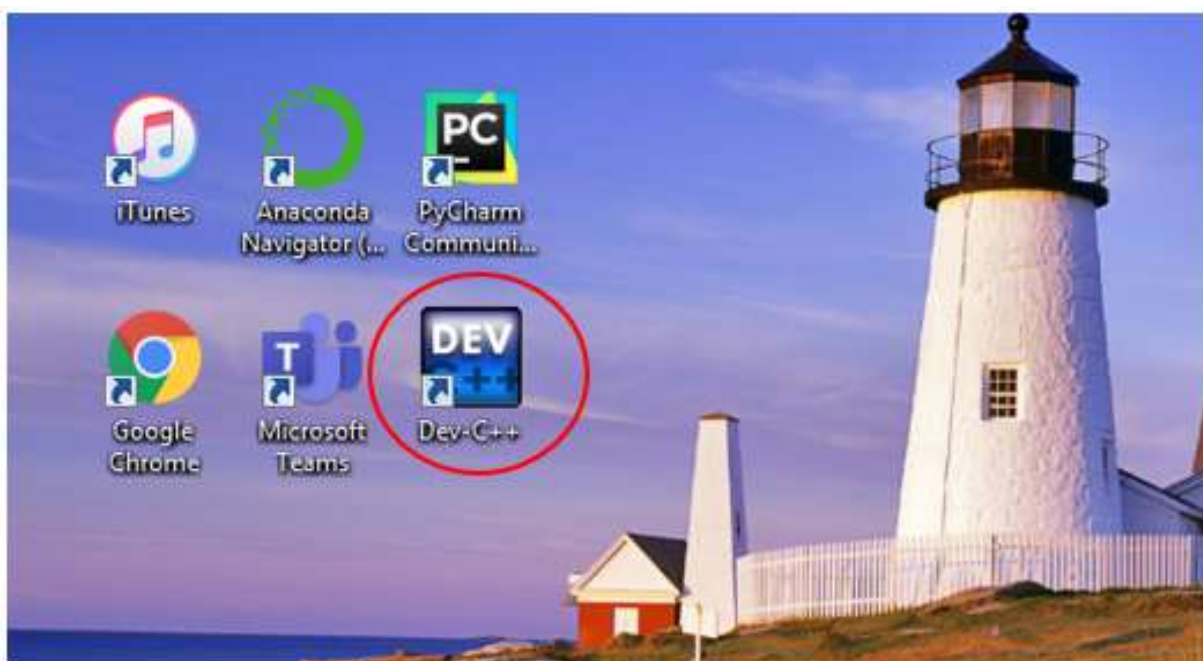 iTunes
Anaconda
Navigator (...
PC
PyCharm
Communi...
Google
Chrome
T
Microsoft
Teams
DEV
C++
Dev-C++